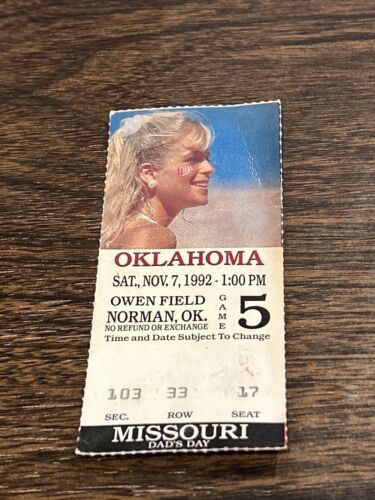 OKLAHOMA
SAT., NOV. 7, 1992 - 1:00 PM
OWEN FIELD
NORMAN, OK.
NO REFUND OR EXCHANGE
GAME
5
Time and Date Subject To Change
103 33 17
SEC. ROW SEAT
MISSOURI
DAD'S DAY